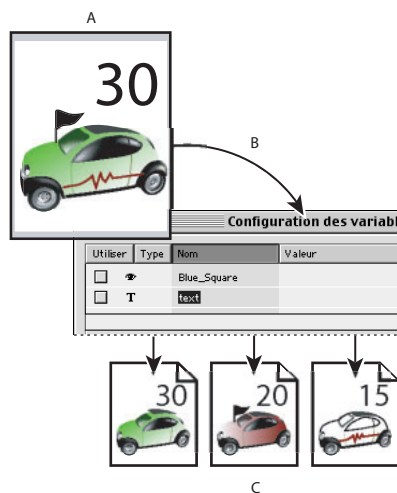 A
30
B
Configuration des variabl
Utiliser Type Nom Valeur
Blue_Square
T text
30 20 15
C